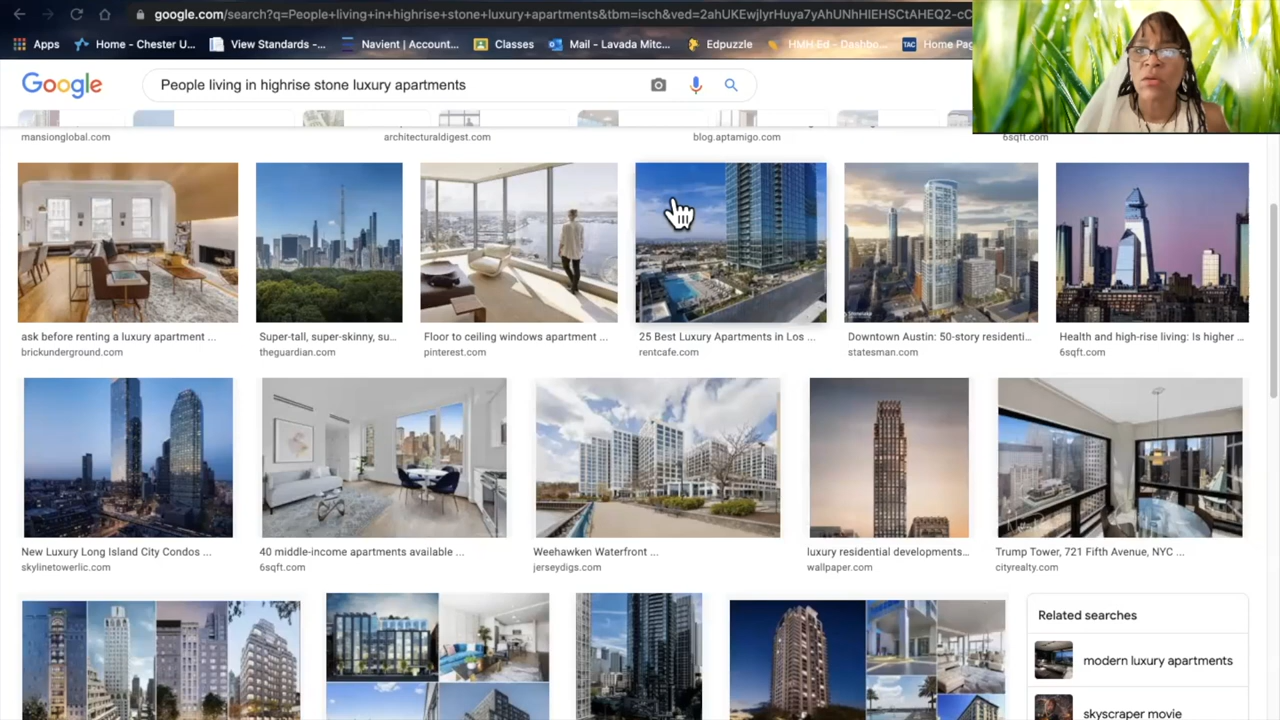 google.com/search?q=People+living+in+highrise+stone+luxury+apartments&tbm=isch&ved=2ahUKEwjlyrHuya7yAhUNhHIEHSCtAHEQ2-cC
Apps
Home - Chester U...
View Standards -...
Navient | Account...
Classes
Mail - Lavada Mitc...
Edpuzzle
HMH Ed - Dashbo...
TAC
Home Pag
Google
People living in highrise stone luxury apartments
mansionglobal.com
architecturaldigest.com
blog.aptamigo.com
6sqft.com
ask before renting a luxury apartment ...
brickunderground.com
Super-tall, super-skinny, su...
theguardian.com
Floor to ceiling windows apartment ...
pinterest.com
25 Best Luxury Apartments in Los ...
rentcafe.com
Downtown Austin: 50-story residenti...
statesman.com
Health and high-rise living: Is higher ...
6sqft.com
New Luxury Long Island City Condos ...
skylinetowerlic.com
40 middle-income apartments available ...
6sqft.com
Weehawken Waterfront ...
jerseydigs.com
luxury residential developments...
wallpaper.com
Trump Tower, 721 Fifth Avenue, NYC ...
cityrealty.com
Related searches
modern luxury apartments
skyscraper movie